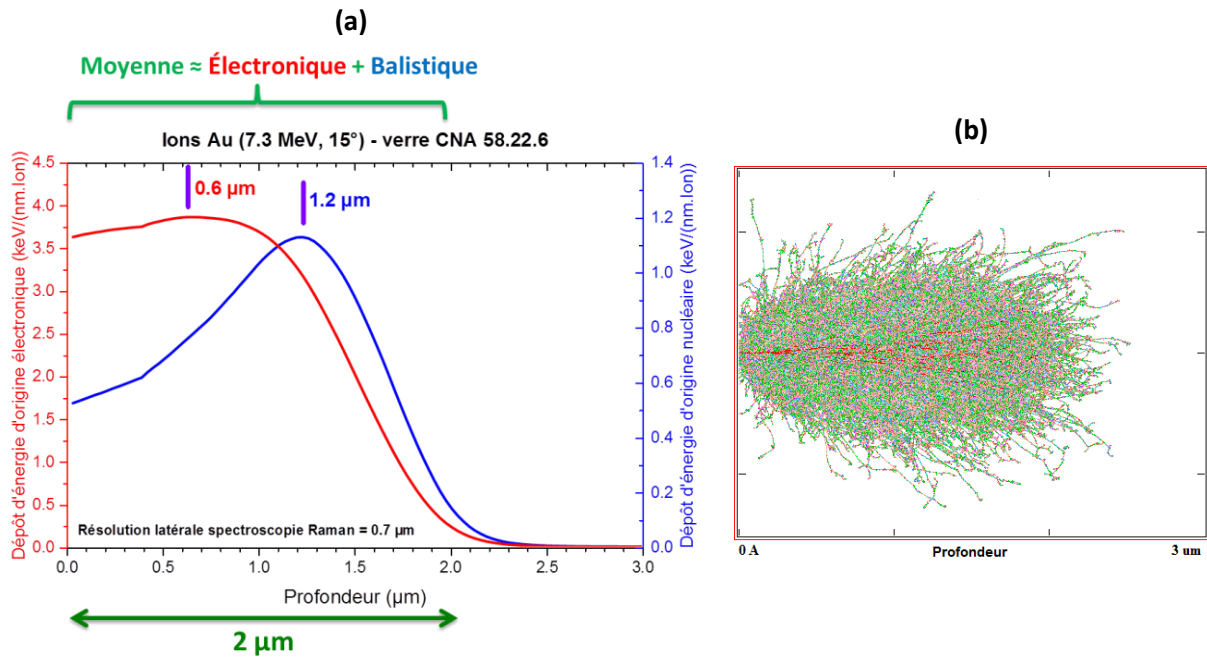 (a)
Moyenne ≈ Électronique + Balistique
Ions Au (7.3 MeV, 15°) - verre CNA 58.22.6
Dépôt d'énergie d'origine électronique (keV/(nm.Ion))
4.5
4.0
3.5
3.0
2.5
2.0
1.5
1.0
0.5
0.0
0.6 µm
1.2 µm
Résolution latérale spectroscopie Raman = 0.7 µm
1.4
1.2
1.0
0.8
0.6
0.4
0.2
0.0
Dépôt d'énergie d'origine nucléaire (keV/(nm.Ion))
0.0 0.5 1.0 1.5 2.0 2.5 3.0
Profondeur (µm)
2 µm
(b)
0 A Profondeur 3 um